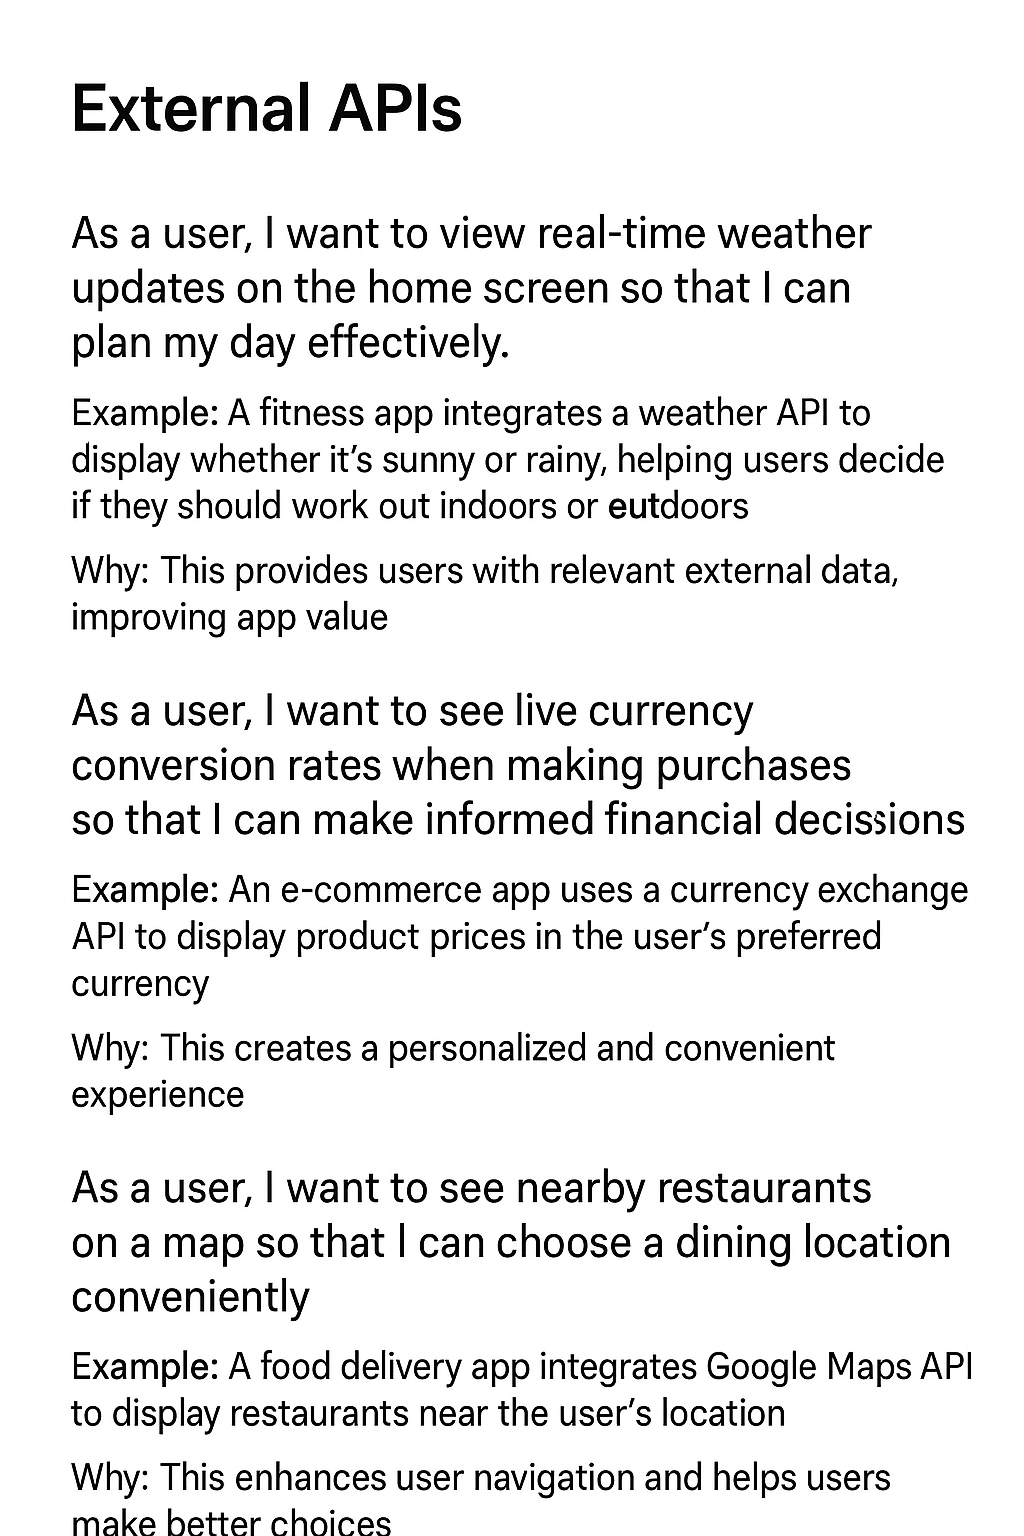 External APIs
As a user, I want to view real-time weather
updates on the home screen so that I can
plan my day effectively.
Example: A fitness app integrates a weather API to
display whether it’s sunny or rainy, helping users decide
if they should work out indoors or eutdoors
Why: This provides users with relevant external data,
improving app value
As a user, I want to see live currency
conversion rates when making purchases
so that I can make informed financial decissions
Example: An e-commerce app uses a currency exchange
API to display product prices in the user’s preferred
currency
Why: This creates a personalized and convenient
experience
As a user, I want to see nearby restaurants
on a map so that I can choose a dining location
conveniently
Example: A food delivery app integrates Google Maps API
to display restaurants near the user’s location
Why: This enhances user navigation and helps users
make better choices